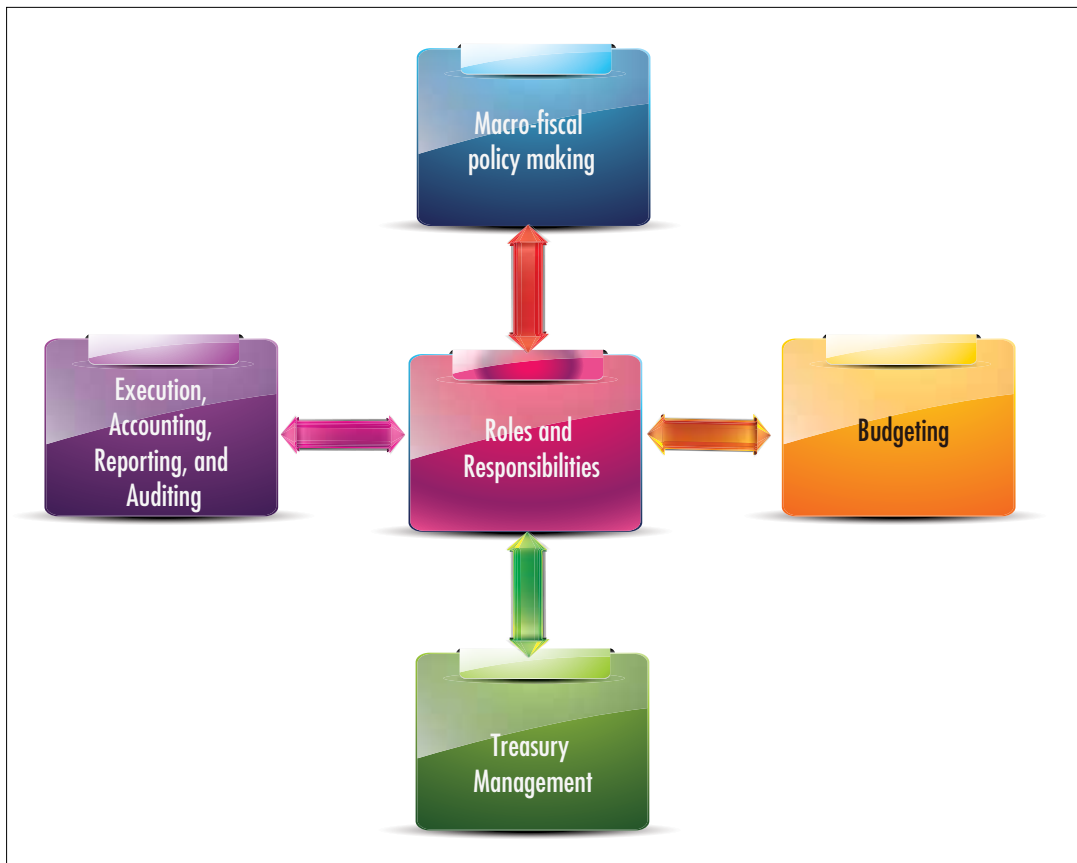 Macro-fiscal
policy making
Execution,
Accounting,
Reporting, and
Auditing
Roles and
Responsibilities
Budgeting
Treasury
Management